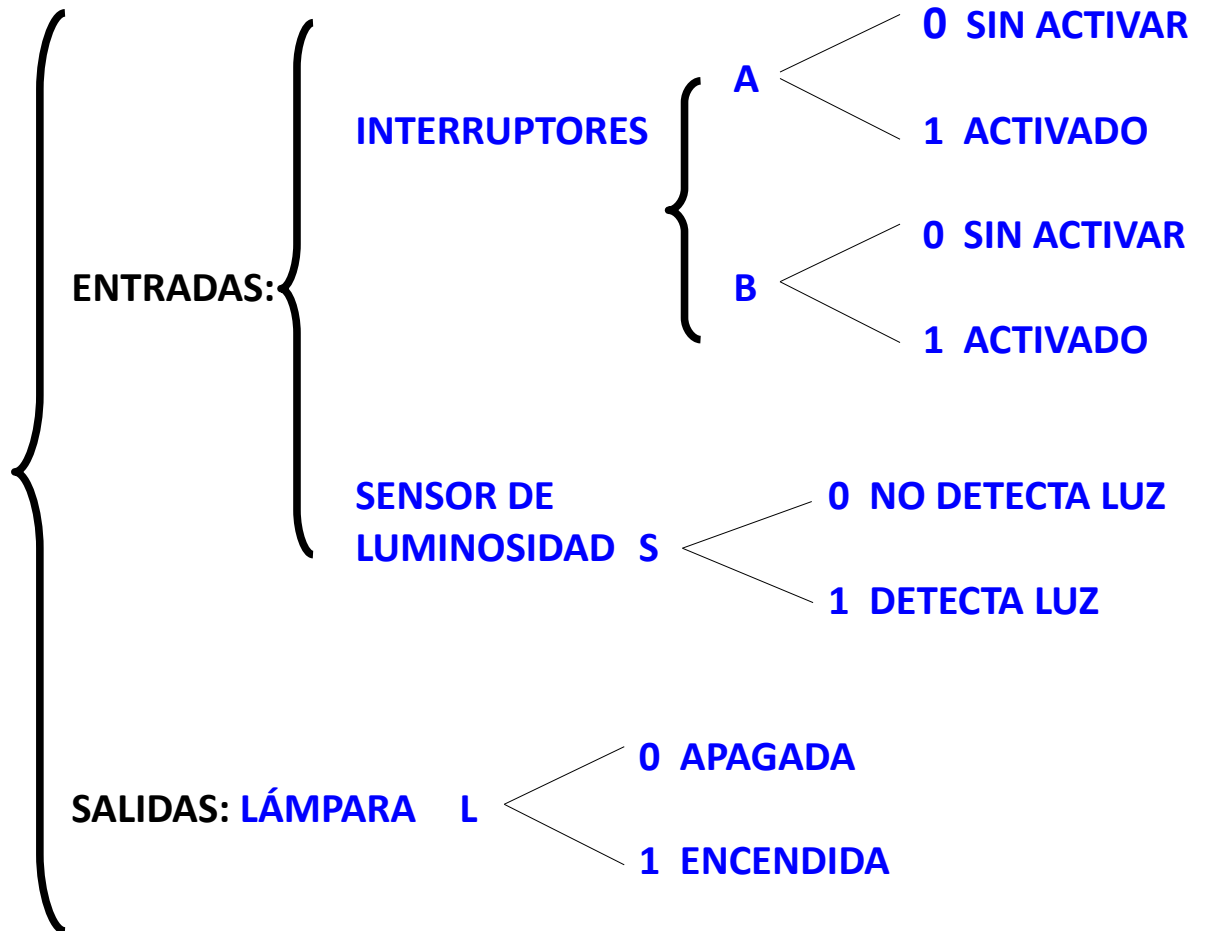 0 SIN ACTIVAR
A
INTERRUPTORES
1 ACTIVADO
0 SIN ACTIVAR
ENTRADAS:
B
1 ACTIVADO
SENSOR DE
LUMINOSIDAD S
0 NO DETECTA LUZ
1 DETECTA LUZ
0 APAGADA
SALIDAS: LÁMPARA L
1 ENCENDIDA